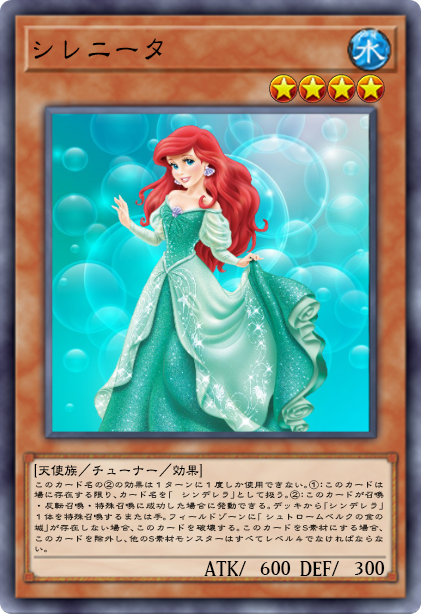 シレニータ
水
[天使族／チューナー／効果]
このカード名の②の効果は１ターンに１度しか使用できない。①：このカードは
場に存在する限り、カード名を「　シンデレラ」として扱う。②：このカードが召喚
・反転召喚・特殊召喚に成功した場合に発動できる。デッキから「シンデレラ」
１体を特殊召喚するまたは手。フィールドゾーンに「シュトロームベルクの金の
城」が存在しない場合、このカードを破壊する。このカードをS素材にする場合、
このカードを除外し、他のS素材モンスターはすべてレベル４でなければならな
い。
ATK/ 600 DEF/ 300